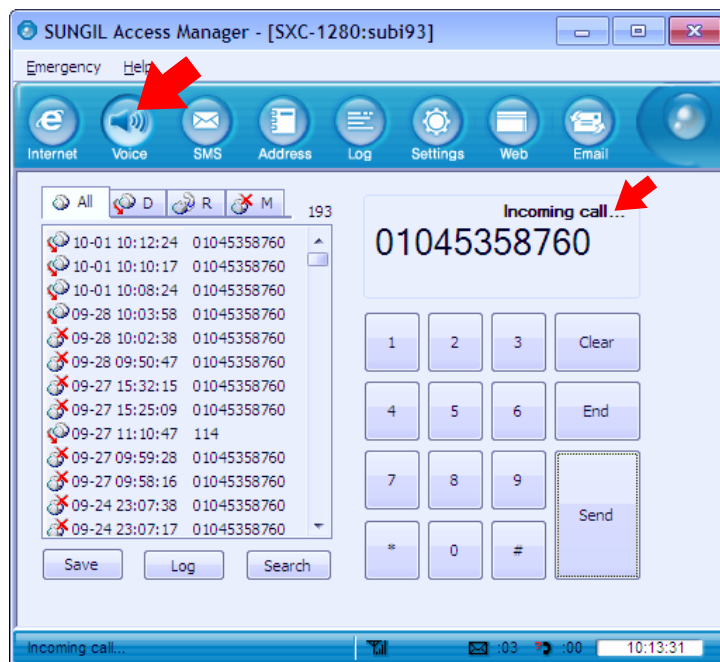 SUNGIL Access Manager - [SXC-1280:subi93]
Emergency Help
Internet Voice SMS Address Log Settings Web Email
All D R M 193
10-01 10:12:24 01045358760
10-01 10:10:17 01045358760
10-01 10:08:24 01045358760
09-28 10:03:58 01045358760
09-28 10:02:38 01045358760
09-28 09:50:47 01045358760
09-27 15:32:15 01045358760
09-27 15:25:09 01045358760
09-27 11:10:47 114
09-27 09:59:28 01045358760
09-27 09:58:16 01045358760
09-24 23:07:38 01045358760
09-24 23:07:17 01045358760
Save Log Search
Incoming call...
01045358760
1 2 3 Clear
4 5 6 End
7 8 9 Send
* 0 #
Incoming call... :03 :00 10:13:31